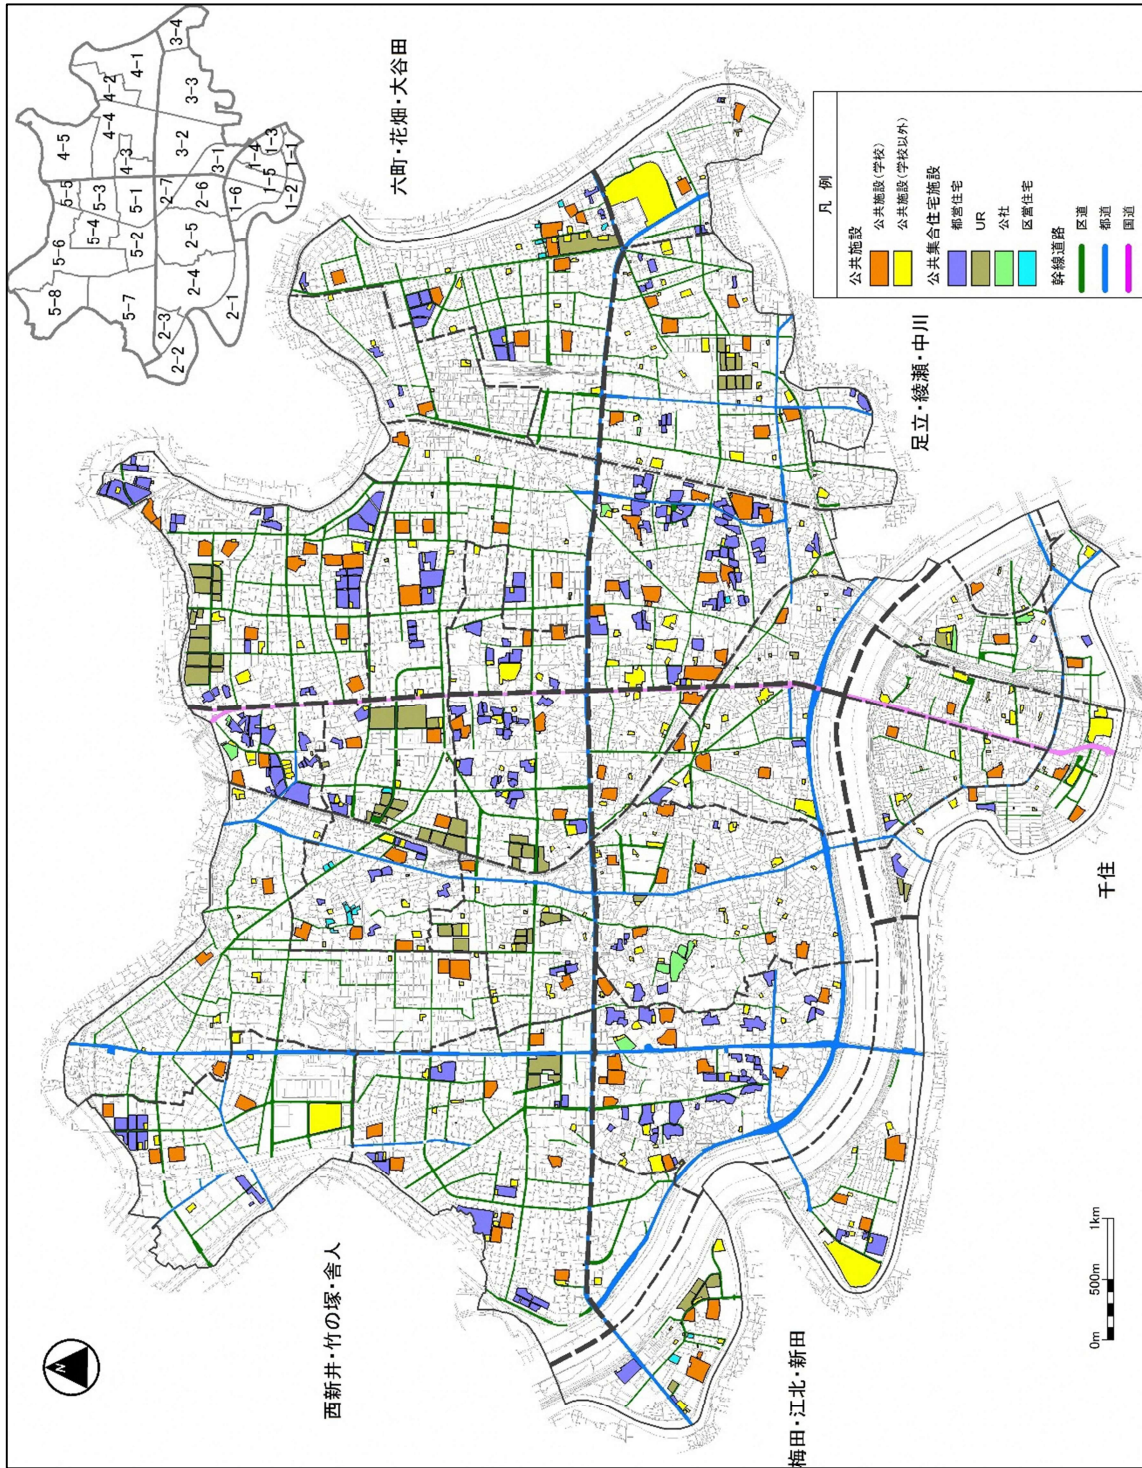 3-4
4-1
4-2
3-3
4-5
4-4
3-2
4-3
1-4
1-3
3-1
1-1
5-5
5-3
5-1
2-7
2-6
1-6
1-5
1-2
5-6
5-4
5-2
2-5
5-8
5-7
2-4
2-3
2-1
2-2
六町・花畑・大谷田
足立・綾瀬・中川
千住
西新井・竹の塚・舎人
梅田・江北・新田
凡 例
公共施設
公共施設(学校)
公共施設(学校以外)
公共集合住宅施設
都営住宅
UR
公社
区営住宅
幹線道路
区道
都道
国道
N
0m 500m 1km